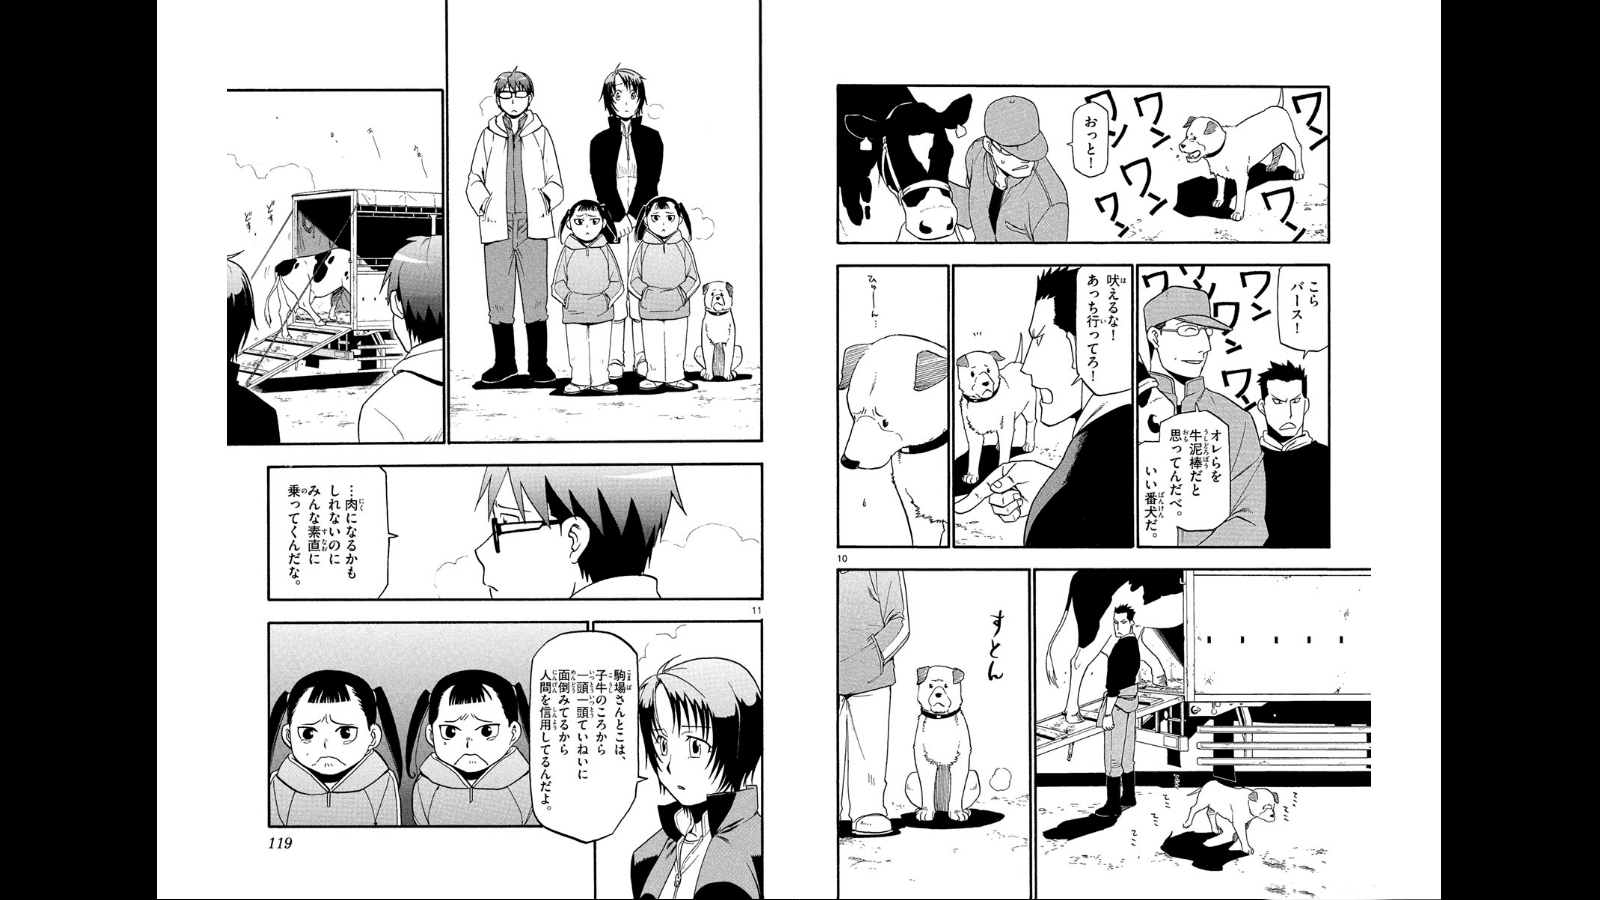 ワン
ワン
ワン
ワン
ワン
ワン
おっと!
こら
バース!
ワン
ワン
ワン
ワン
ワン
オレらを
牛泥棒だと
思ってんだべ。
いい番犬だ。
吠えるな!
あっち行ってろ!
ひゅーん…
10
すとん
11
…肉になるかも
しれないのに
みんな素直に
乗ってくんだな。
駒場さんとこは、
子牛のころから
一頭一頭ていねいに
面倒みてるから
人間を信用してるんだよ。
119